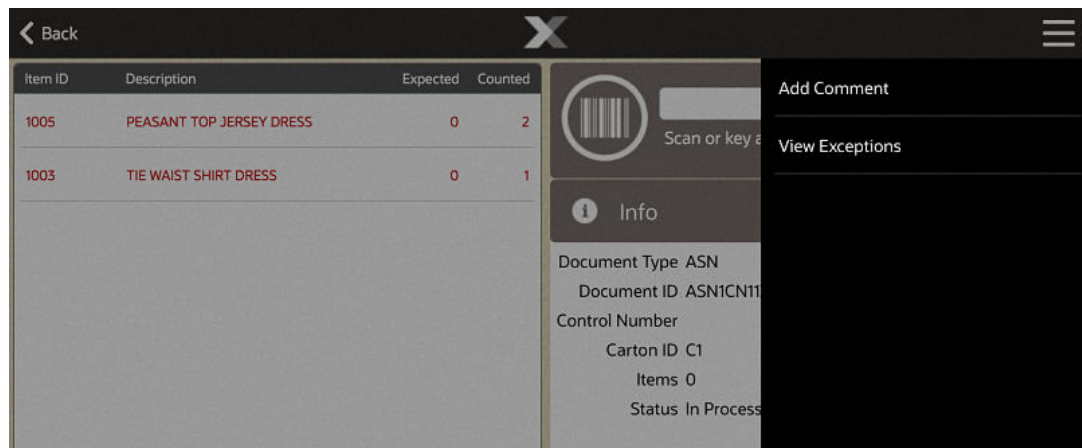 Back
Item ID Description Expected Counted
1005 PEASANT TOP JERSEY DRESS 0 2
1003 TIE WAIST SHIRT DRESS 0 1
Scan or key
Info
Document Type ASN
Document ID ASN1CN11
Control Number
Carton ID C1
Items 0
Status In Process
Add Comment
View Exceptions